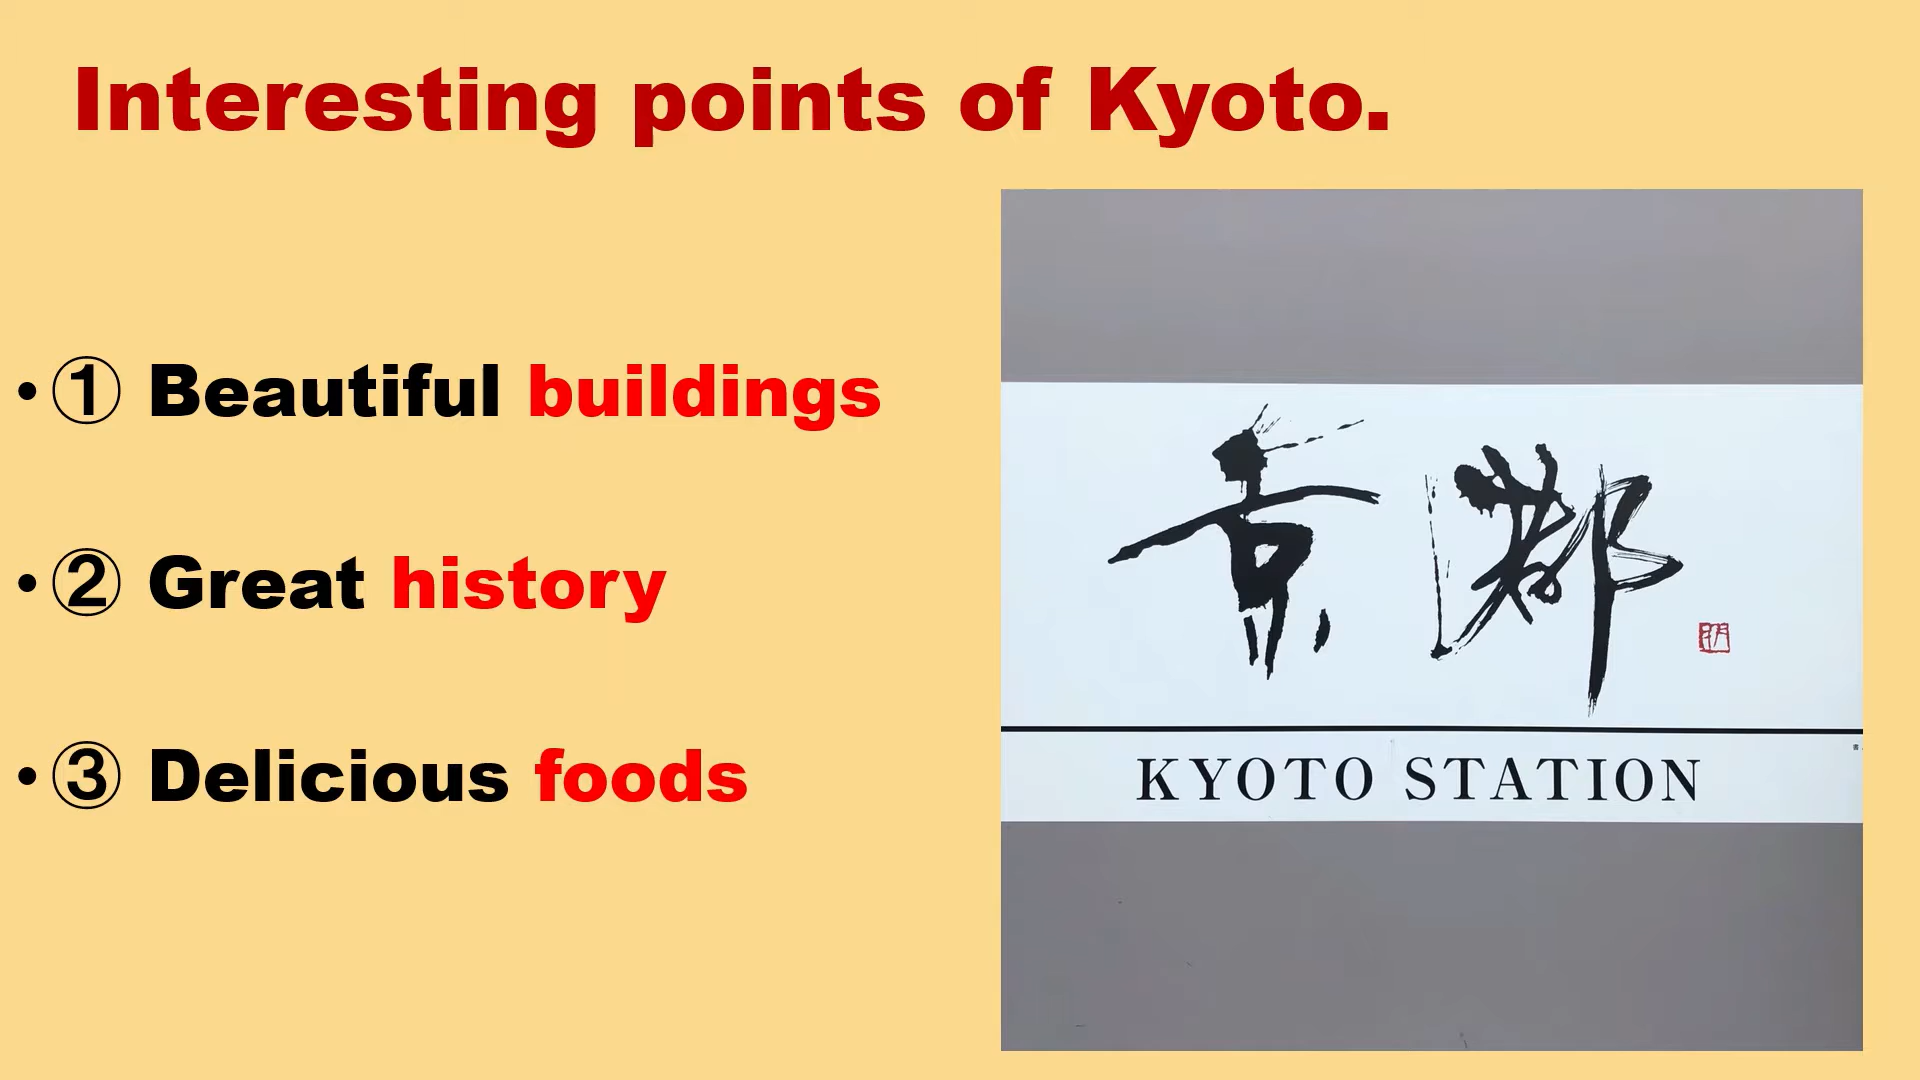 Interesting points of Kyoto.
• ① Beautiful buildings
• ② Great history
• ③ Delicious foods
京都
KYOTO STATION